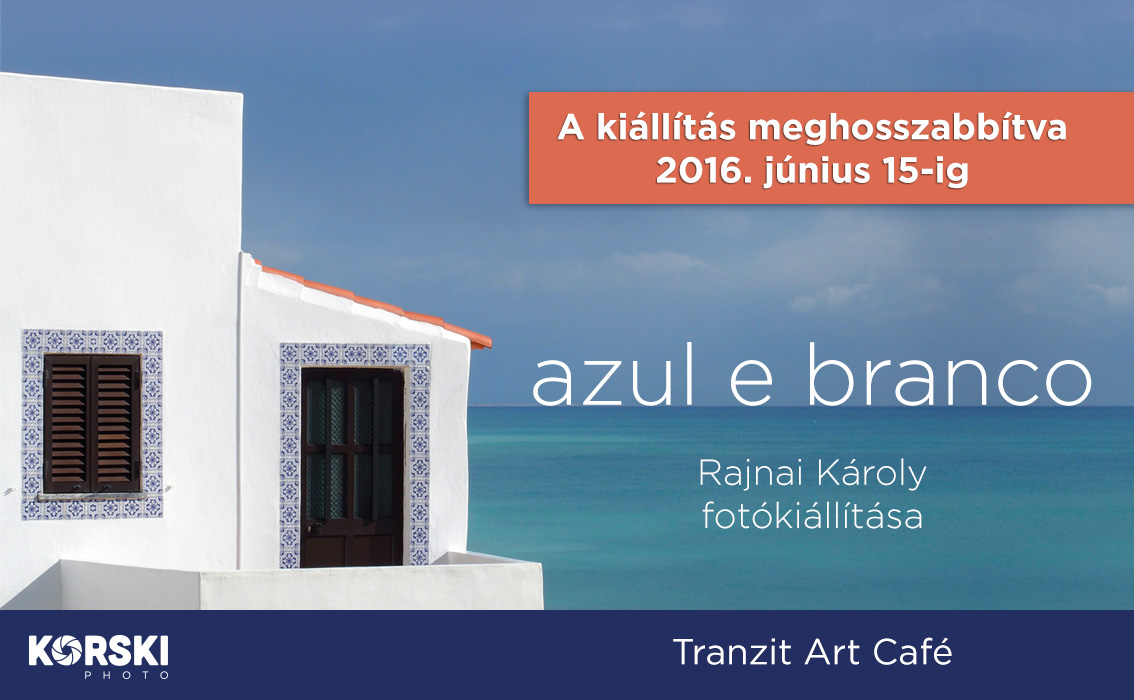 A kiállítás meghosszabbítva
2016. június 15-ig
azul e branco
Rajnai Károly
fotókiállítása
KORSKI
PHOTO
Tranzit Art Café